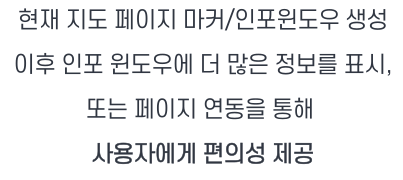 현재 지도 페이지 마커/인포윈도우 생성
이후 인포 윈도우에 더 많은 정보를 표시,
또는 페이지 연동을 통해
사용자에게 편의성 제공